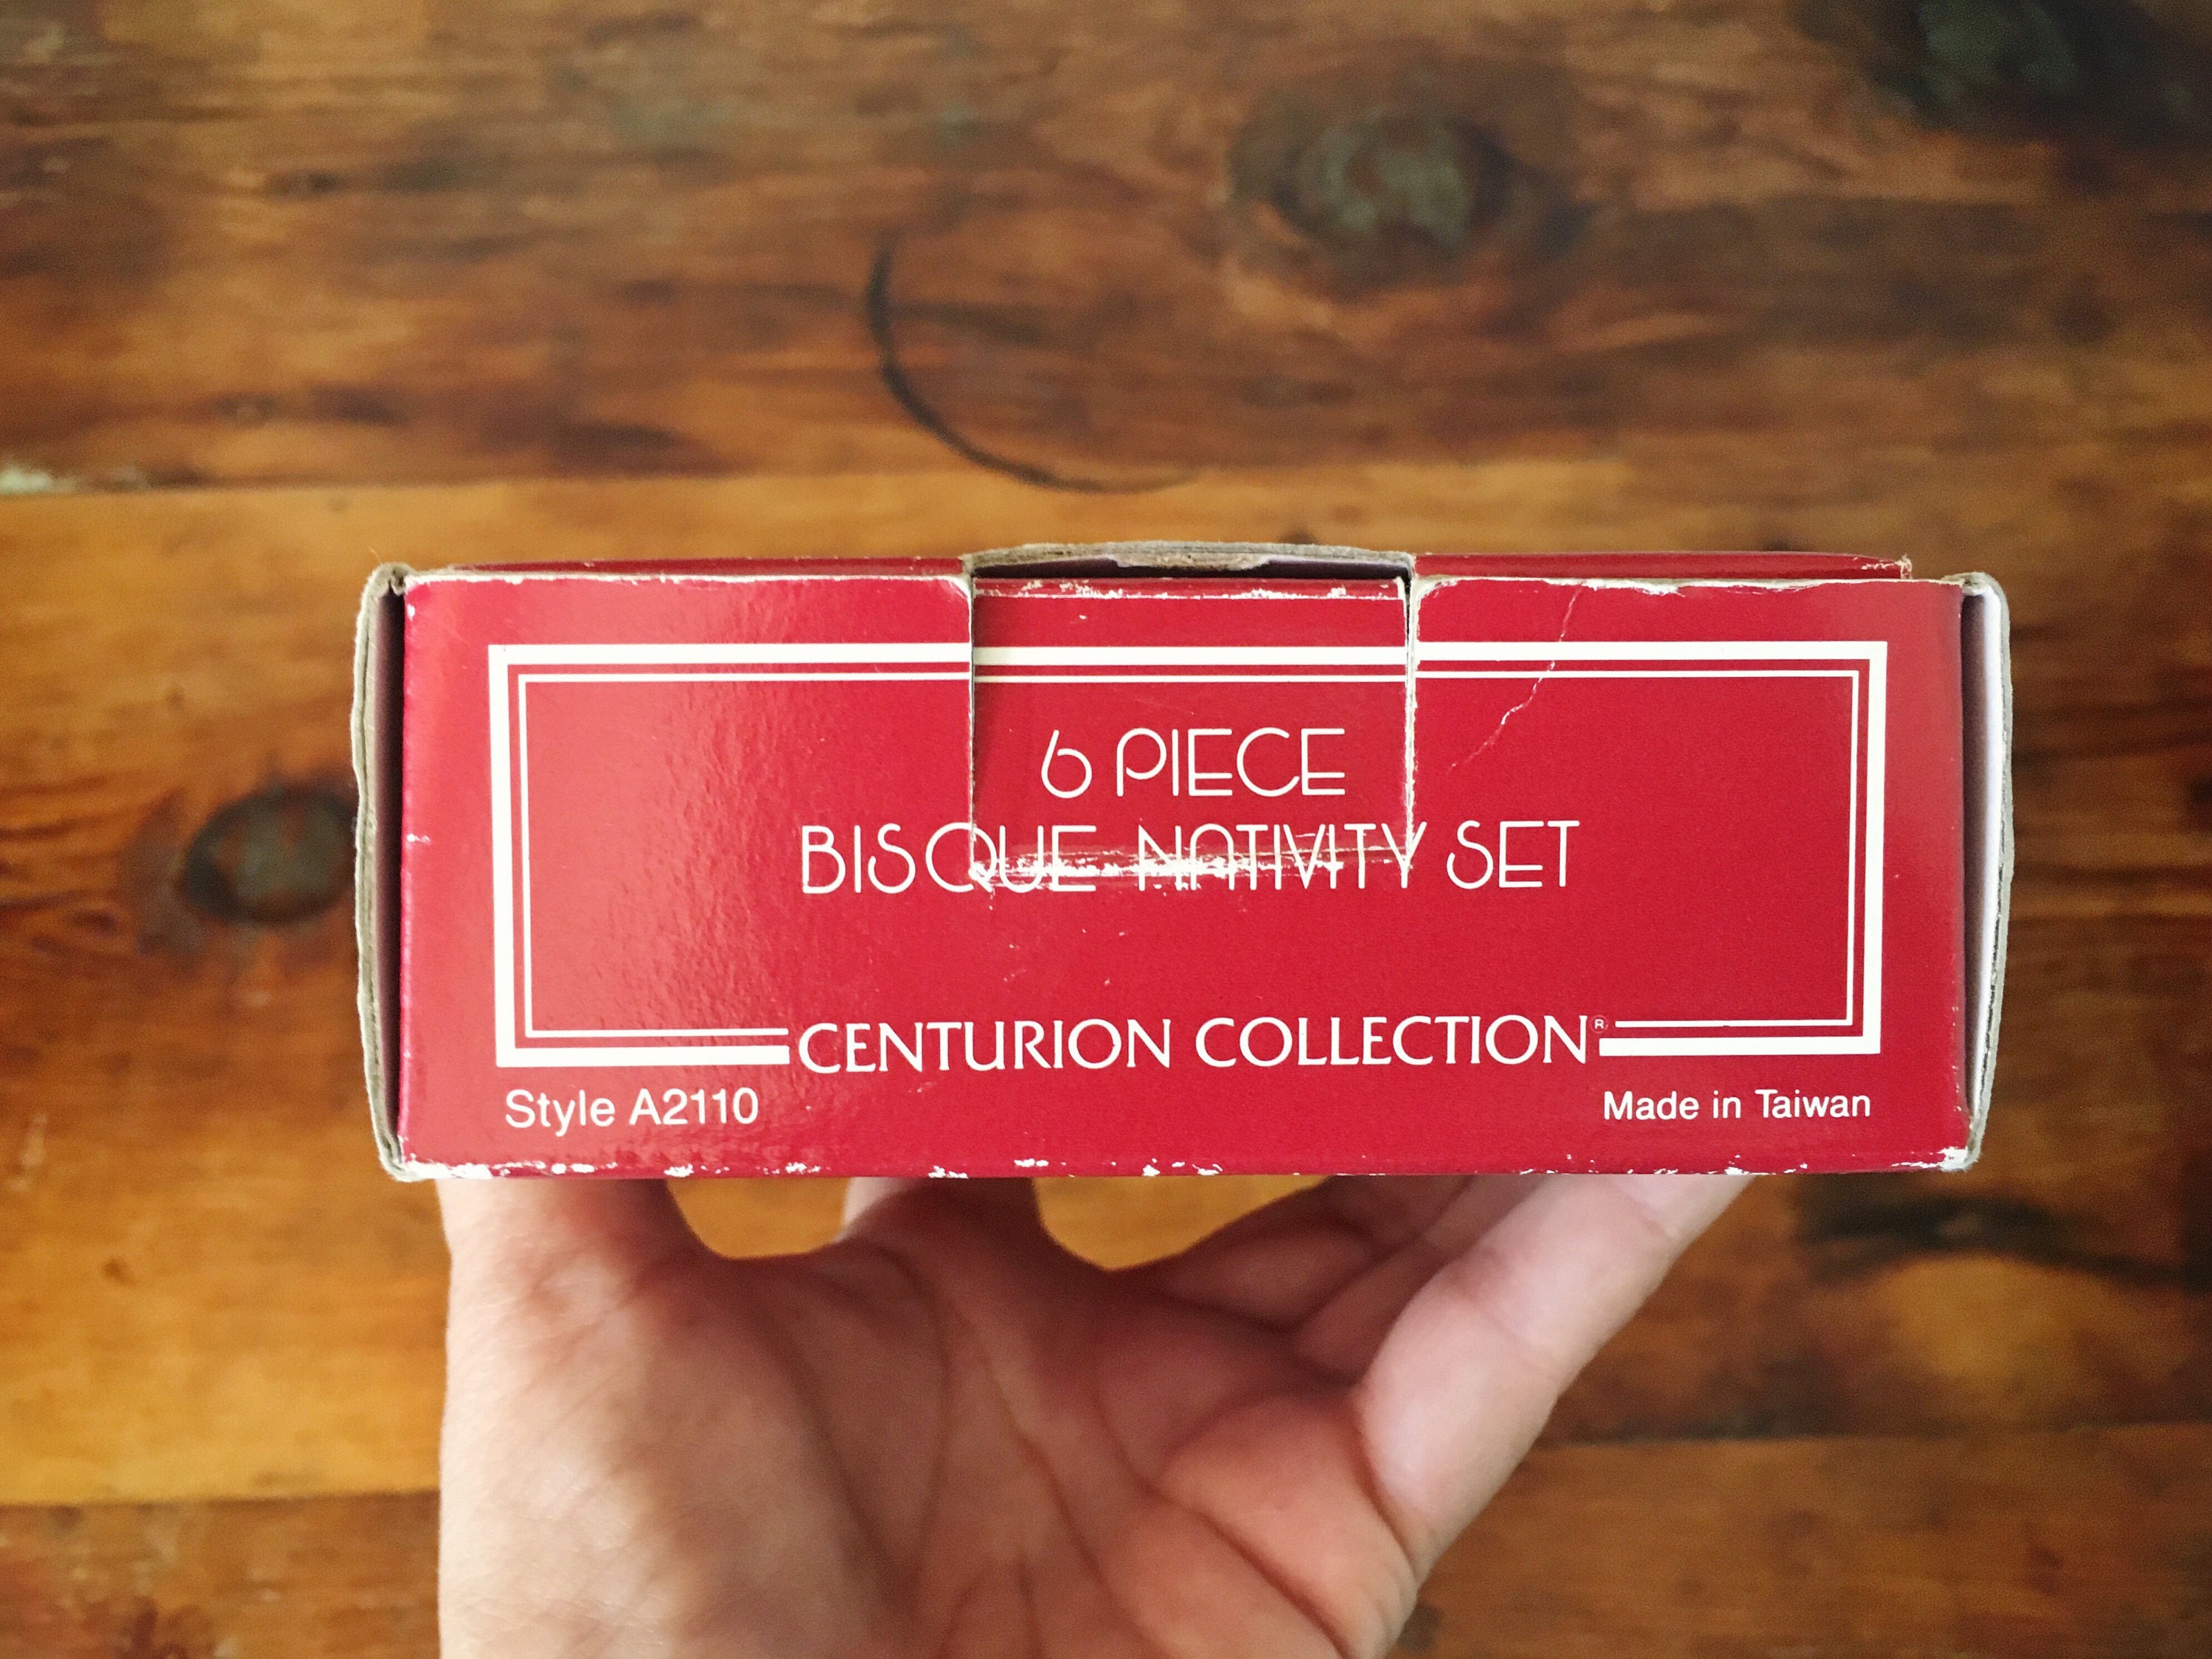 6 PIECE
BISQUE NATIVITY SET
CENTURION COLLECTION®
Style A2110
Made in Taiwan